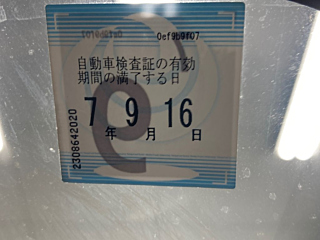 0ef9b0f07
自動車検査証の有効
期間の満了する日
7 9 16
年 月 日
2308642020